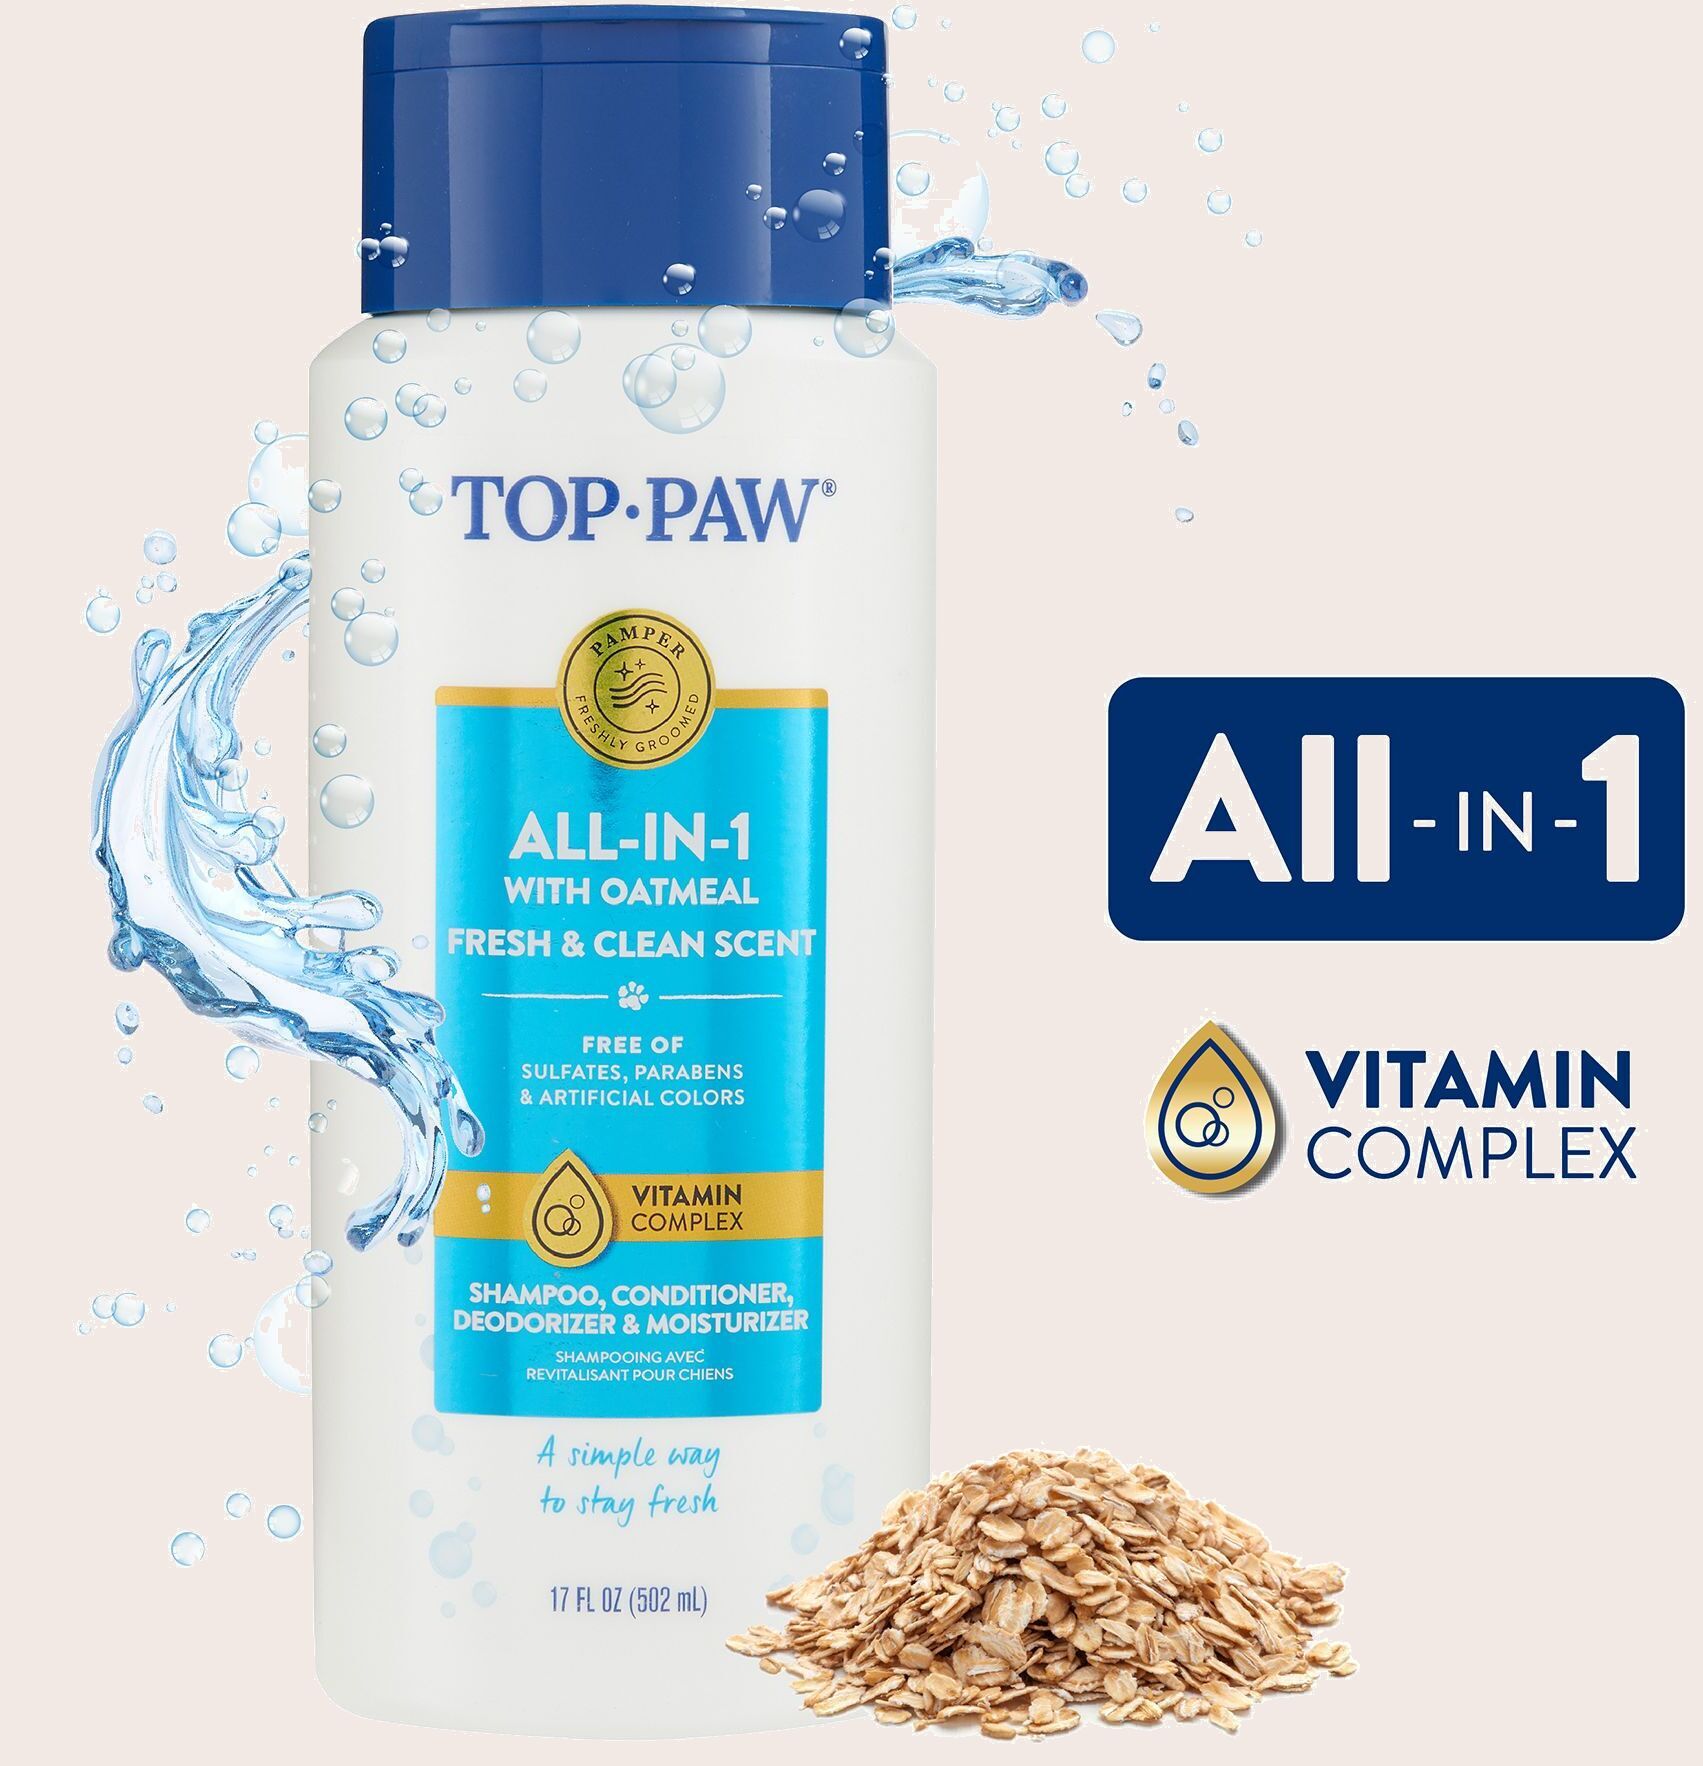 TOP·PAW®
PAMPER
FRESHLY GROOMED
ALL-IN-1
WITH OATMEAL
FRESH & CLEAN SCENT
FREE OF
SULFATES, PARABENS
& ARTIFICIAL COLORS
VITAMIN
COMPLEX
SHAMPOO, CONDITIONER,
DEODORIZER & MOISTURIZER
SHAMPOOING AVEC
REVITALISANT POUR CHIENS
A simple way
to stay fresh
17 FL OZ (502 mL)
All-IN-1
VITAMIN
COMPLEX